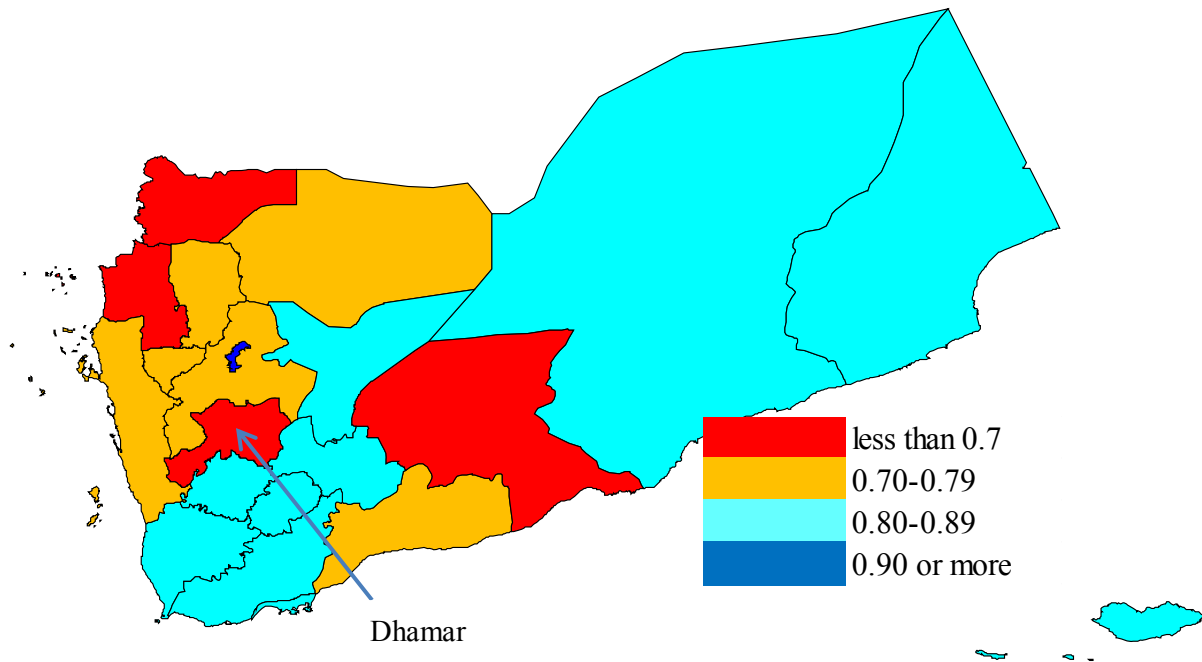 less than 0.7
0.70-0.79
0.80-0.89
0.90 or more
Dhamar